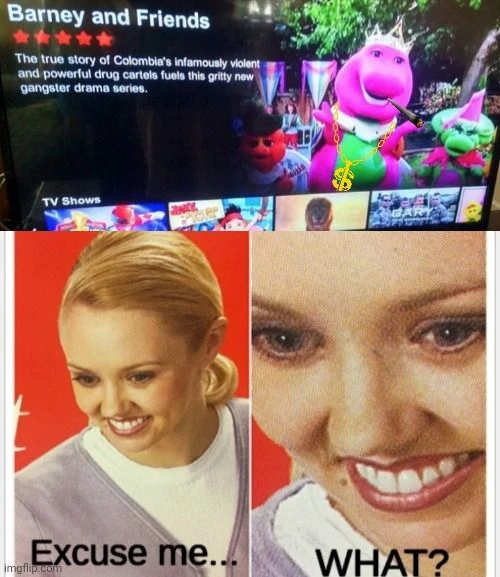 Barney and Friends
The true story of Colombia's infamously violent
and powerful drug cartels fuels this gritty new
gangster drama series.
TV Shows
GARY
Excuse me...
WHAT?
imgflip.com